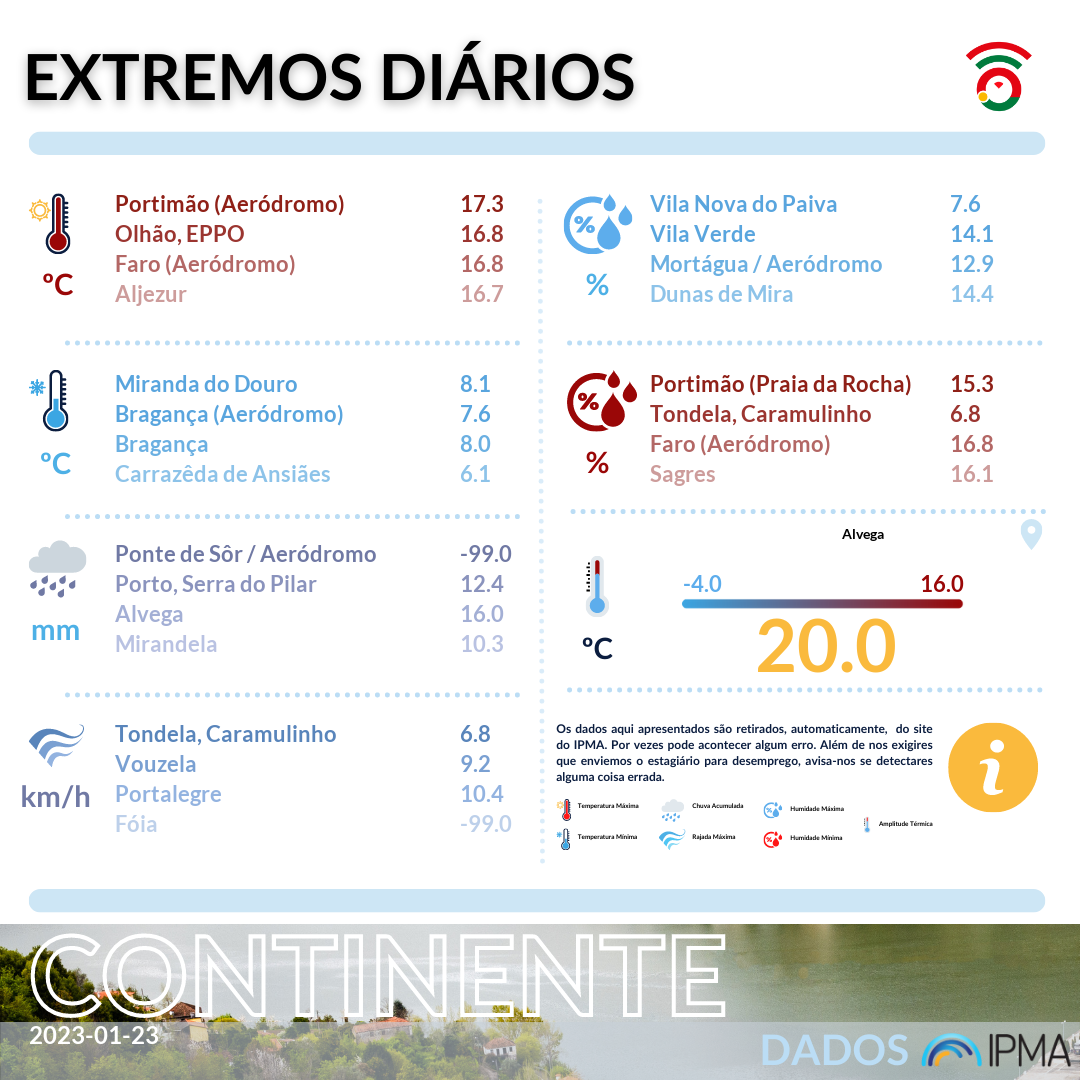 EXTREMOS DIÁRIOS
Portimão (Aeródromo) 17.3
Olhão, EPPO 16.8
Faro (Aeródromo) 16.8
Aljezur 16.7
ºC
Miranda do Douro 8.1
Bragança (Aeródromo) 7.6
Bragança 8.0
Carrazêda de Ansiães 6.1
ºC
Ponte de Sôr / Aeródromo -99.0
Porto, Serra do Pilar 12.4
Alvega 16.0
Mirandela 10.3
mm
Tondela, Caramulinho 6.8
Vouzela 9.2
Portalegre 10.4
Fóia -99.0
km/h
Vila Nova do Paiva 7.6
Vila Verde 14.1
Mortágua / Aeródromo 12.9
Dunas de Mira 14.4
%
%
Portimão (Praia da Rocha) 15.3
Tondela, Caramulinho 6.8
Faro (Aeródromo) 16.8
Sagres 16.1
%
%
Alvega
-4.0 16.0
20.0
ºC
Os dados aqui apresentados são retirados, automaticamente, do site
do IPMA. Por vezes pode acontecer algum erro. Além de nos exigires
que enviemos o estagiário para desemprego, avisa-nos se detectares
alguma coisa errada.
i
Temperatura Máxima Chuva Acumulada Humidade Máxima
Amplitude Térmica
Temperatura Mínima Rajada Máxima Humidade Mínima
CONTINENTE
2023-01-23
DADOS IPMA